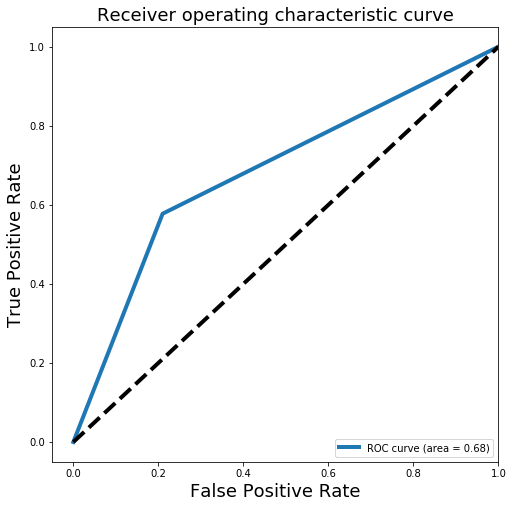 Receiver operating characteristic curve
True Positive Rate
1.0
0.8
0.6
0.4
0.2
0.0
ROC curve (area = 0.68)
0.0 0.2 0.4 0.6 0.8 1.0
False Positive Rate